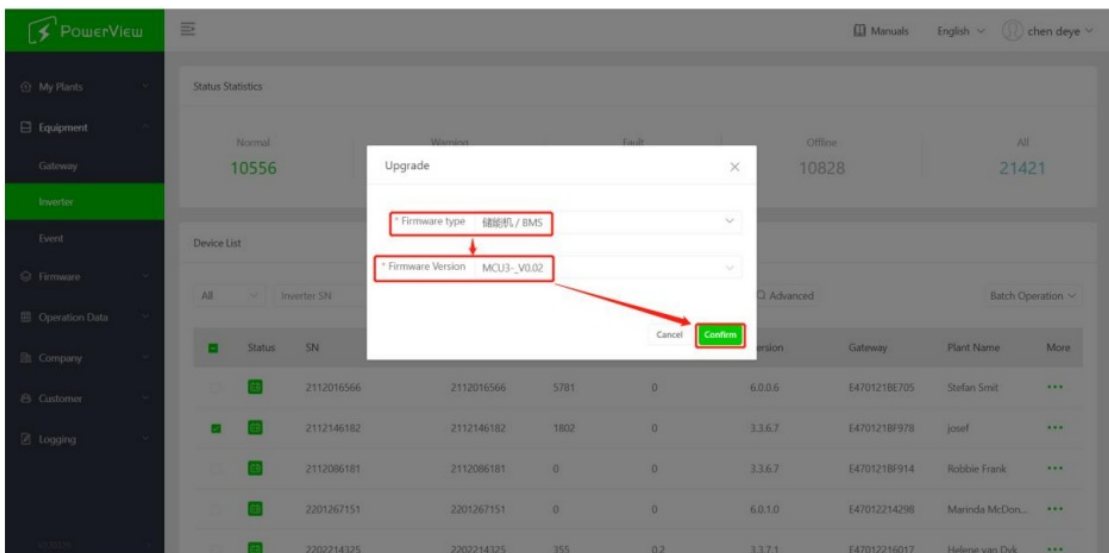 PowerView
Manuals English chen deye
My Plants
Status Statistics
Equipment
Normal Warning Fault Offline All
Gateway
10556 10828 21421
Upgrade
Inverter
* Firmware type 储能机 / BMS
Event
Device List
* Firmware Version MCU3-_V0.02
Firmware
All Inverter SN Advanced Batch Operation
Operation Data
Cancel Confirm
Company
Status SN Gateway Plant Name More
2112016566 2112016566 5781 0 6.0.0.6 E470121BE705 Stefan Smit
Customer
2112146182 2112146182 1802 0 3.3.6.7 E470121BF978 josef
Logging
2112086181 2112086181 0 0 3.3.6.7 E470121BF914 Robbie Frank
2201267151 2201267151 0 0 6.0.1.0 E47012214298 Marinda McDon...
2202214325 2202214325 355 0.2 3.3.7.1 E47012216017 Helene van Dyk